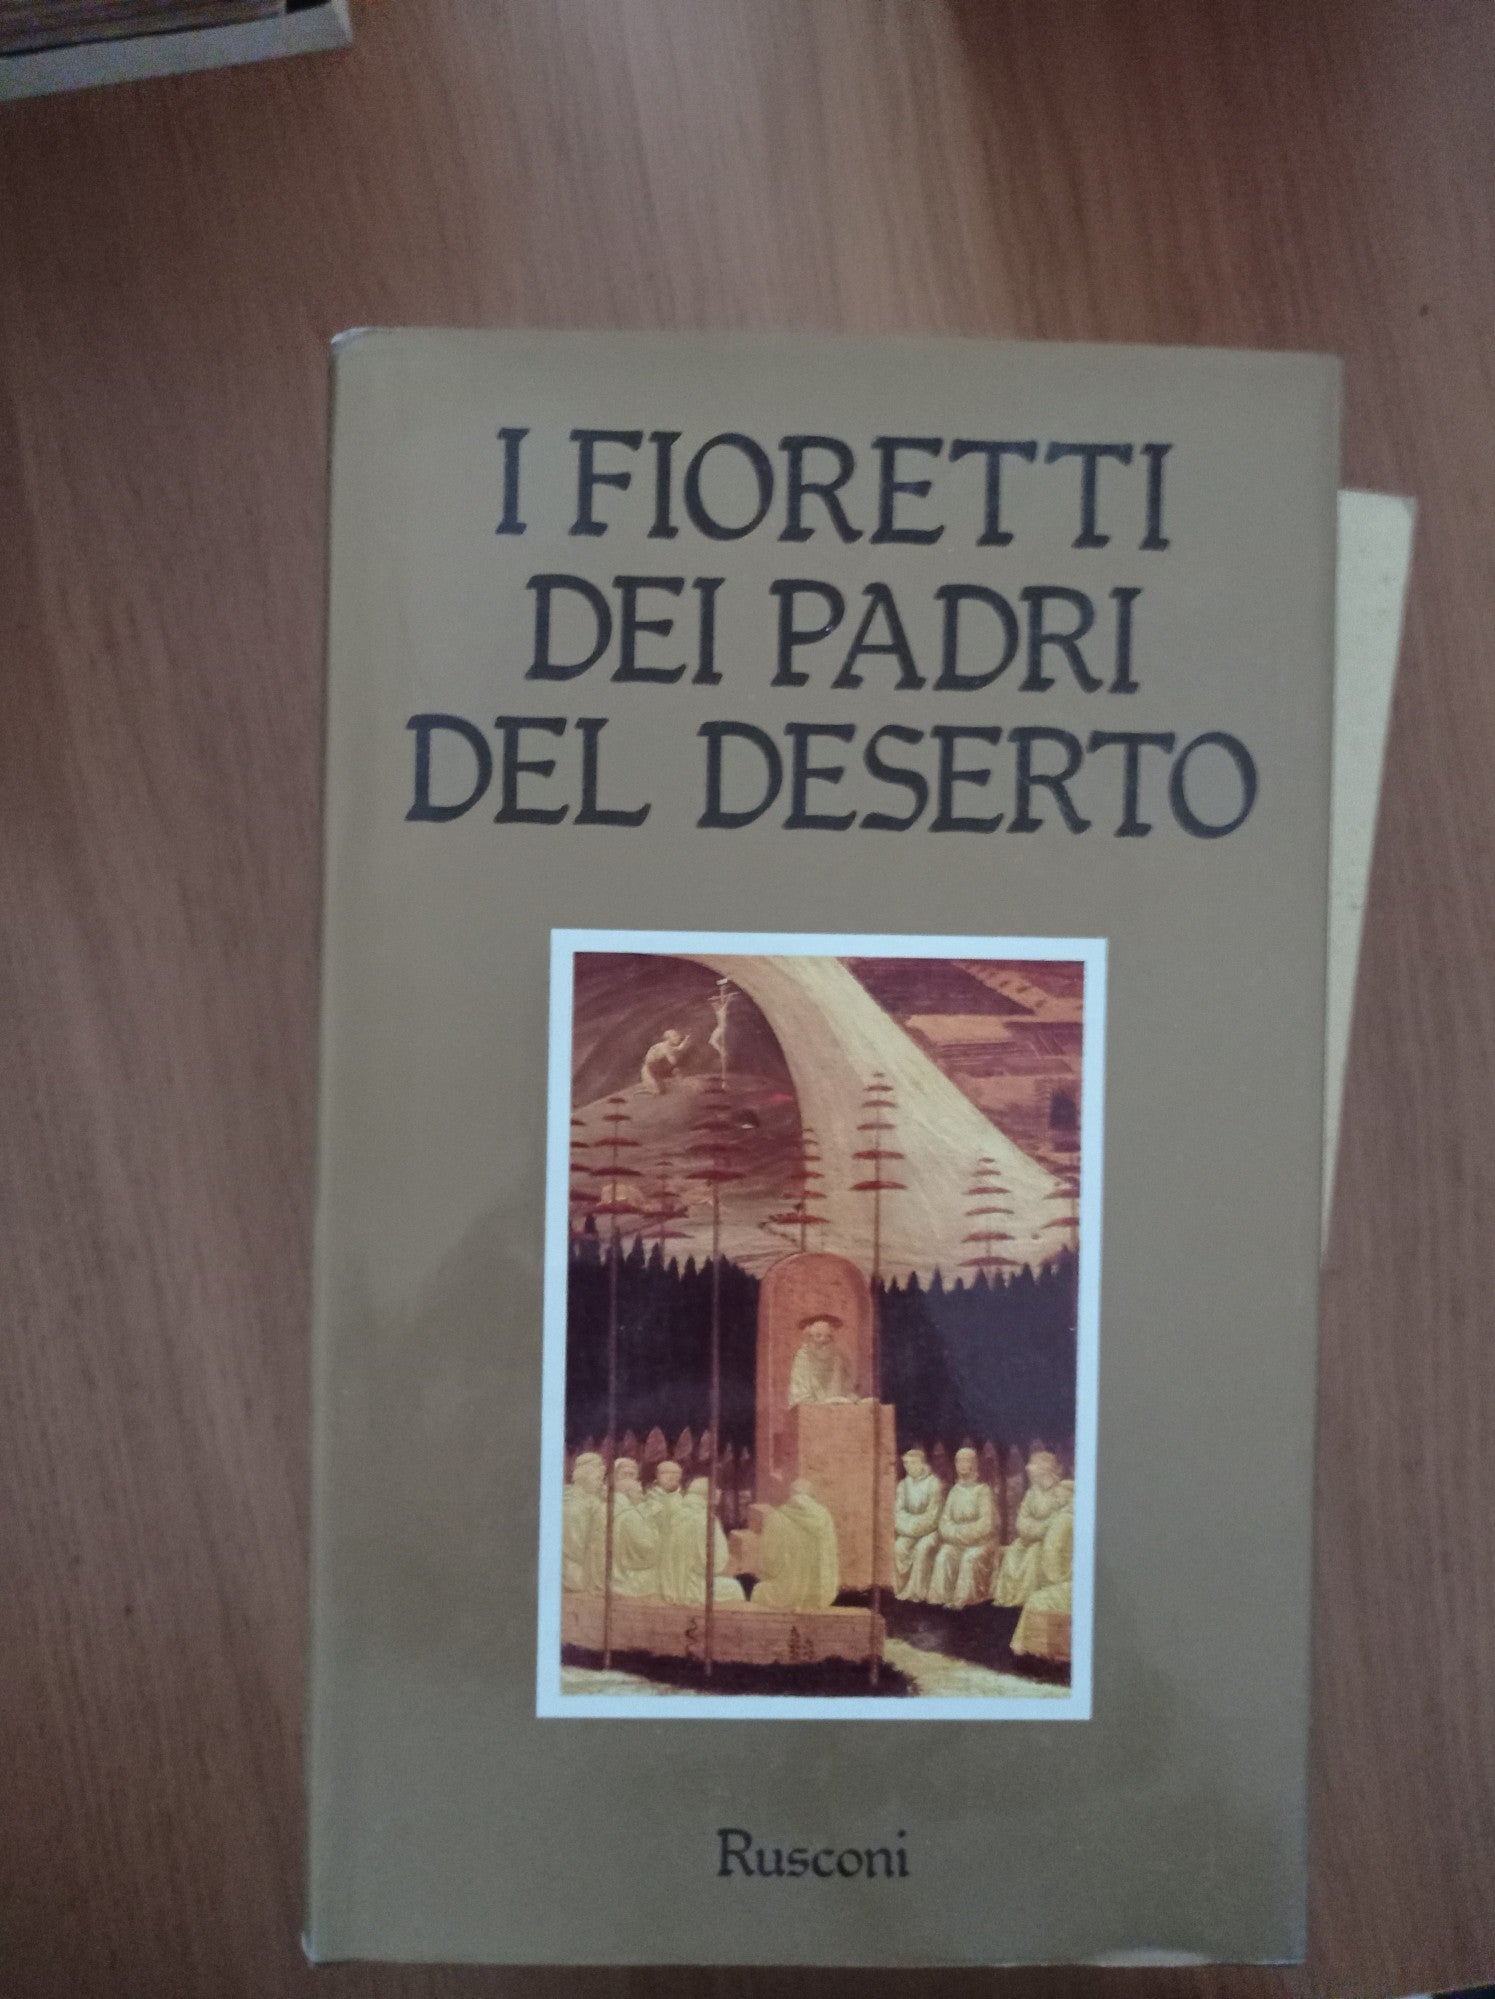 I FIORETTI
DEI PADRI
DEL DESERTO
Rusconi